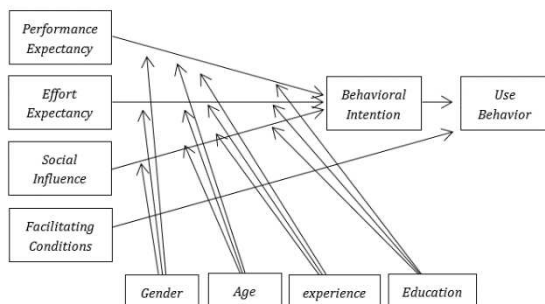 Performance
Expectancy
Effort
Expectancy
Social
Influence
Facilitating
Conditions
Behavioral
Intention
Use
Behavior
Gender
Age
experience
Education